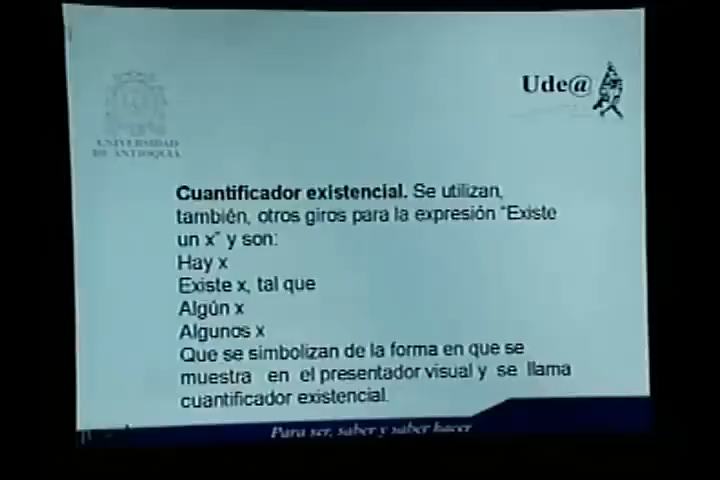 Ude@
UNIVERSIDAD
DE ANTIOQUIA
Cuantificador existencial. Se utilizan,
también, otros giros para la expresión "Existe
un x" y son:
Hay x
Existe x, tal que
Algún x
Algunos x
Que se simbolizan de la forma en que se
muestra en el presentador visual y se llama
cuantificador existencial.
Para ser, saber y saber hacer